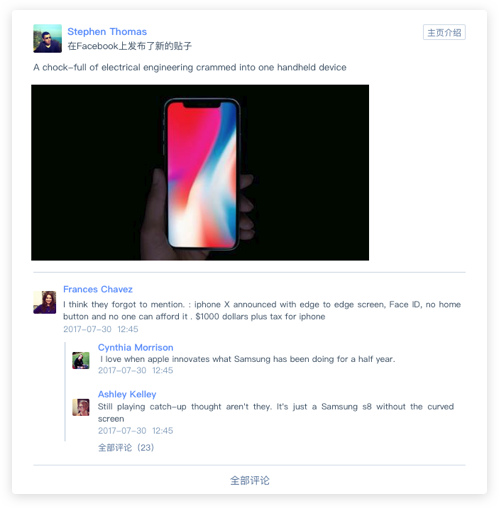 Stephen Thomas
主页介绍
在Facebook上发布了新的贴子
A chock-full of electrical engineering crammed into one handheld device
Frances Chavez
I think they forgot to mention. : iphone X announced with edge to edge screen, Face ID, no home
button and no one can afford it . $1000 dollars plus tax for iphone
2017-07-30 12:45
Cynthia Morrison
I love when apple innovates what Samsung has been doing for a half year.
2017-07-30 12:45
Ashley Kelley
Still playing catch-up thought aren't they. It's just a Samsung s8 without the curved
screen
2017-07-30 12:45
全部评论（23）
全部评论